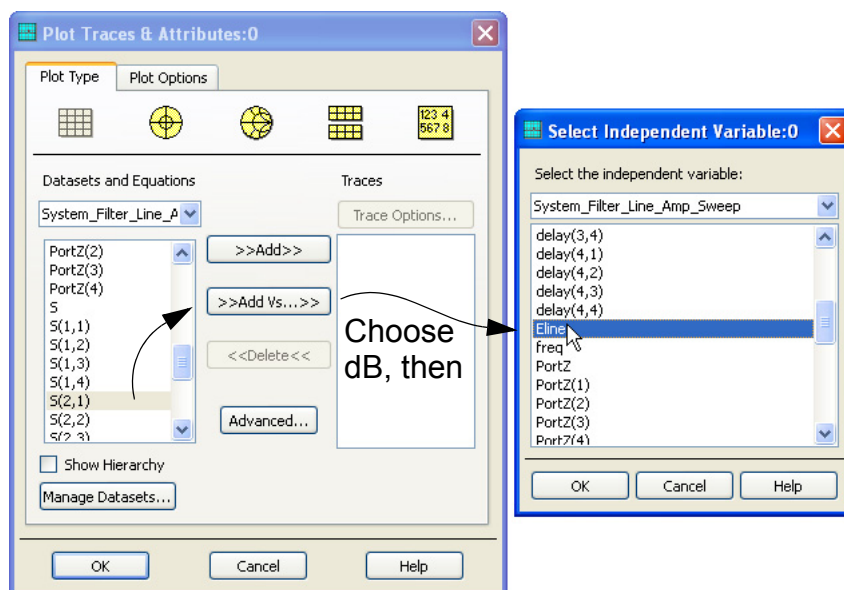 Plot Traces & Attributes:0
Plot Type
Plot Options
123 4
567 8
Datasets and Equations
Traces
System_Filter_Line_A
Trace Options...
PortZ(2)
PortZ(3)
PortZ(4)
S
S(1,1)
S(1,2)
S(1,3)
S(1,4)
S(2,1)
S(2,2)
S(2,3)
>>Add>>
>>Add Vs...>>
<<Delete<<
Advanced...
Choose
dB, then
Show Hierarchy
Manage Datasets...
OK
Cancel
Help
Select Independent Variable:0
Select the independent variable:
System_Filter_Line_Amp_Sweep
delay(3,4)
delay(4,1)
delay(4,2)
delay(4,3)
delay(4,4)
Eline
freq
PortZ
PortZ(1)
PortZ(2)
PortZ(3)
PortZ(4)
OK
Cancel
Help